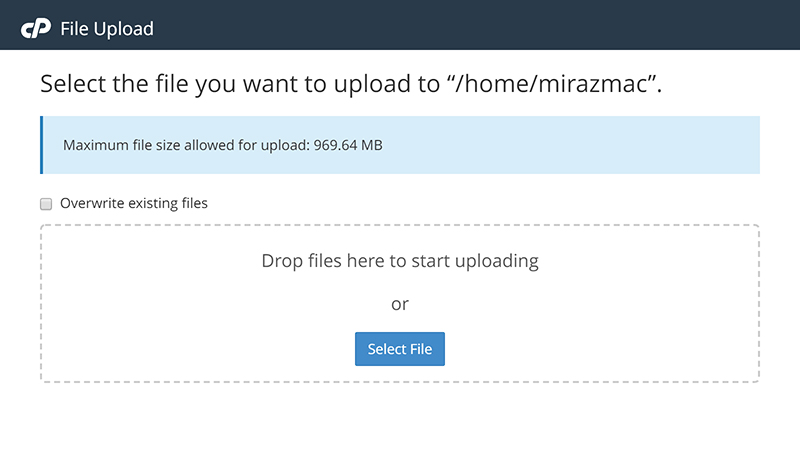 cP File Upload
Select the file you want to upload to “/home/mirazmac”.
Maximum file size allowed for upload: 969.64 MB
Overwrite existing files
Drop files here to start uploading
or
Select File